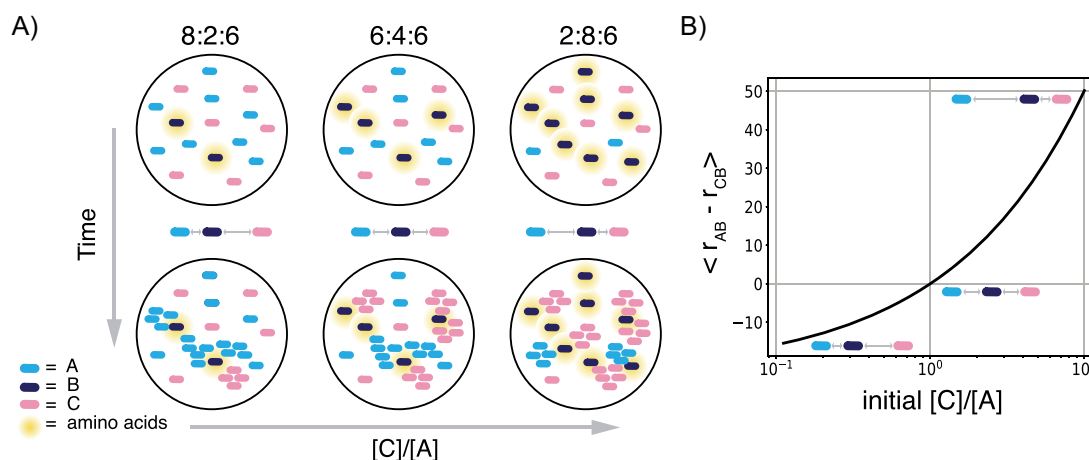 A)
8:2:6
6:4:6
2:8:6
Time
= A
= B
= C
= amino acids
[C]/[A]
B)
< r_AB - r_CB >
50
40
30
20
10
0
−10
10⁻¹
10⁰
10
initial [C]/[A]